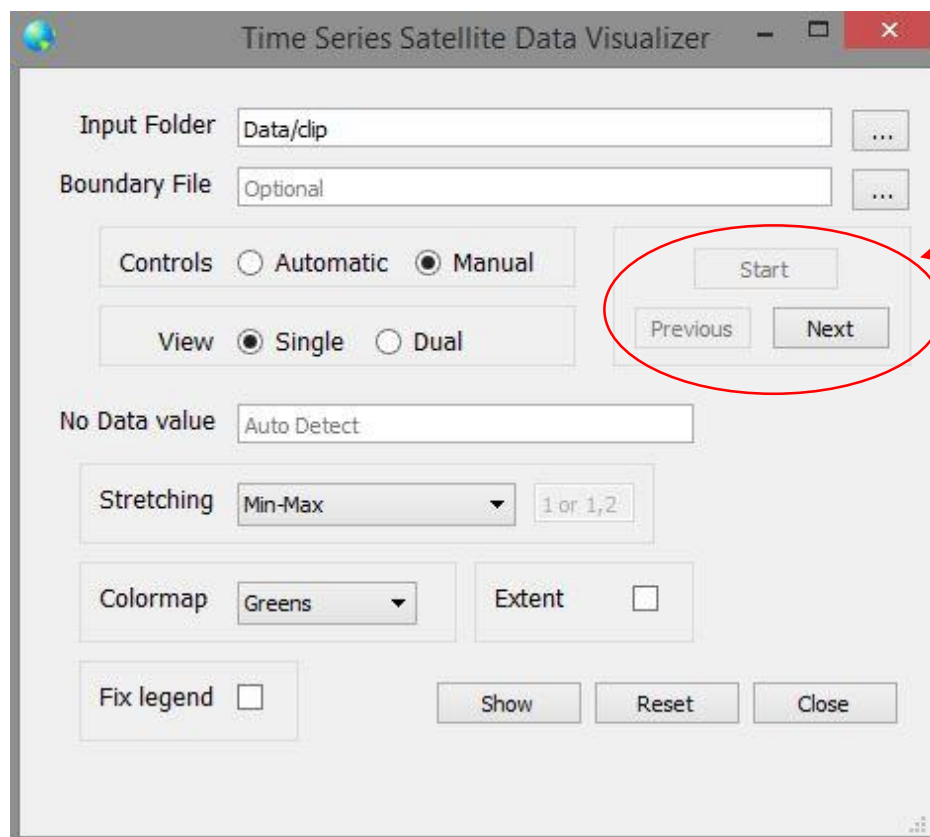 Time Series Satellite Data Visualizer
Input Folder Data/clip ...
Boundary File Optional ...
Controls Automatic Manual Start
Previous Next
View Single Dual
No Data value Auto Detect
Stretching Min-Max 1 or 1,2
Colormap Greens Extent
Fix legend Show Reset Close